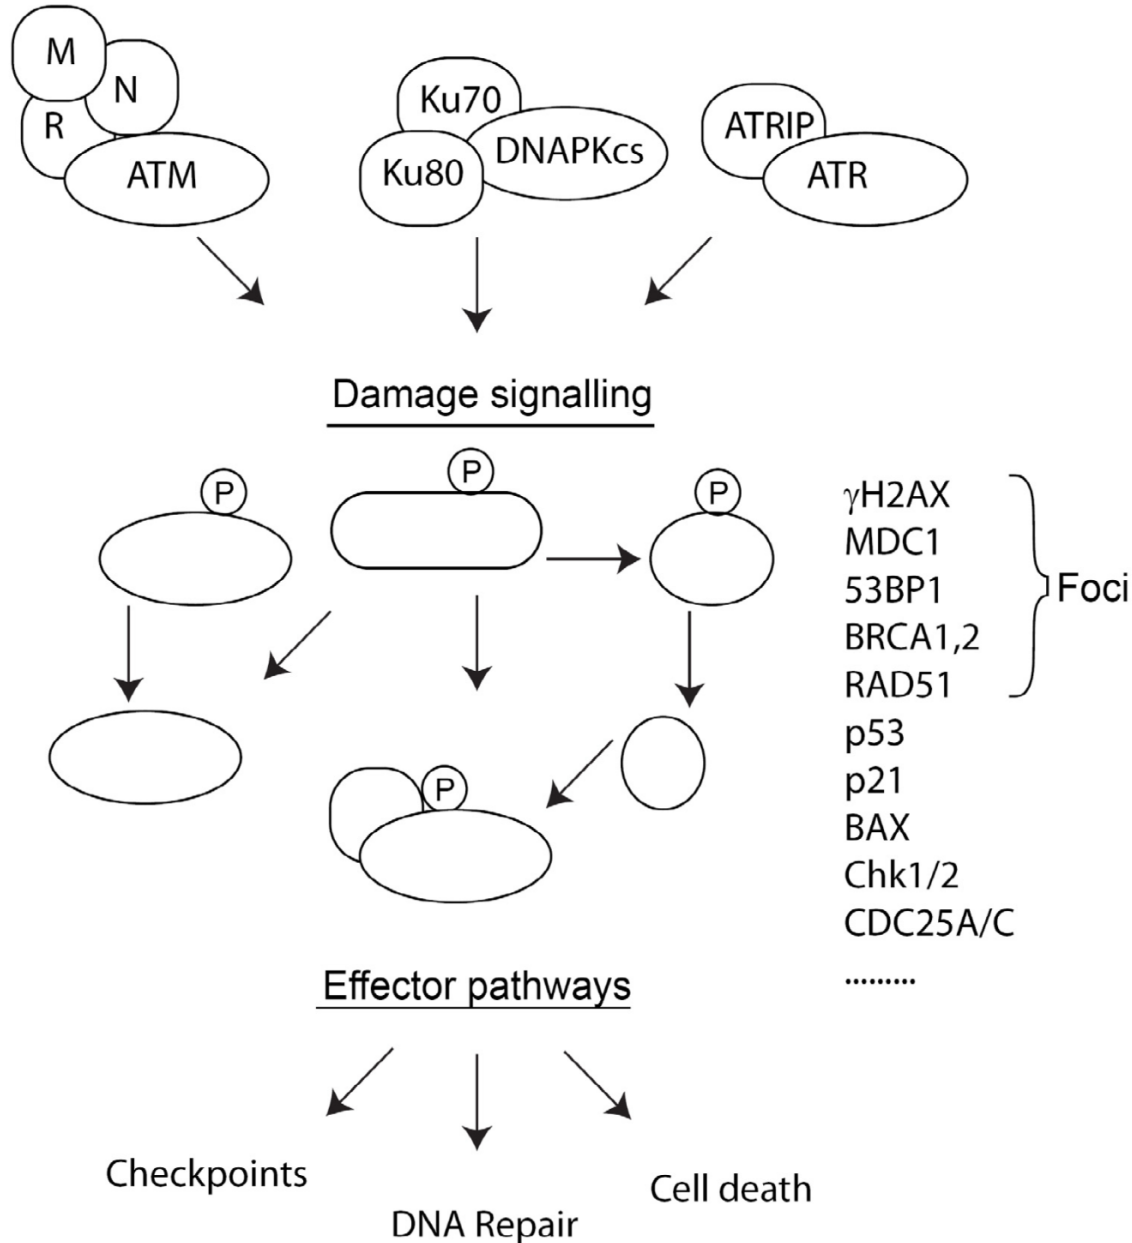 M
N
R
ATM
Ku70
Ku80
DNAPKcs
ATRIP
ATR
Damage signalling
P
P
P
γH2AX
MDC1
53BP1
BRCA1,2
RAD51
Foci
p53
p21
BAX
Chk1/2
CDC25A/C
.........
P
Effector pathways
Checkpoints
DNA Repair
Cell death